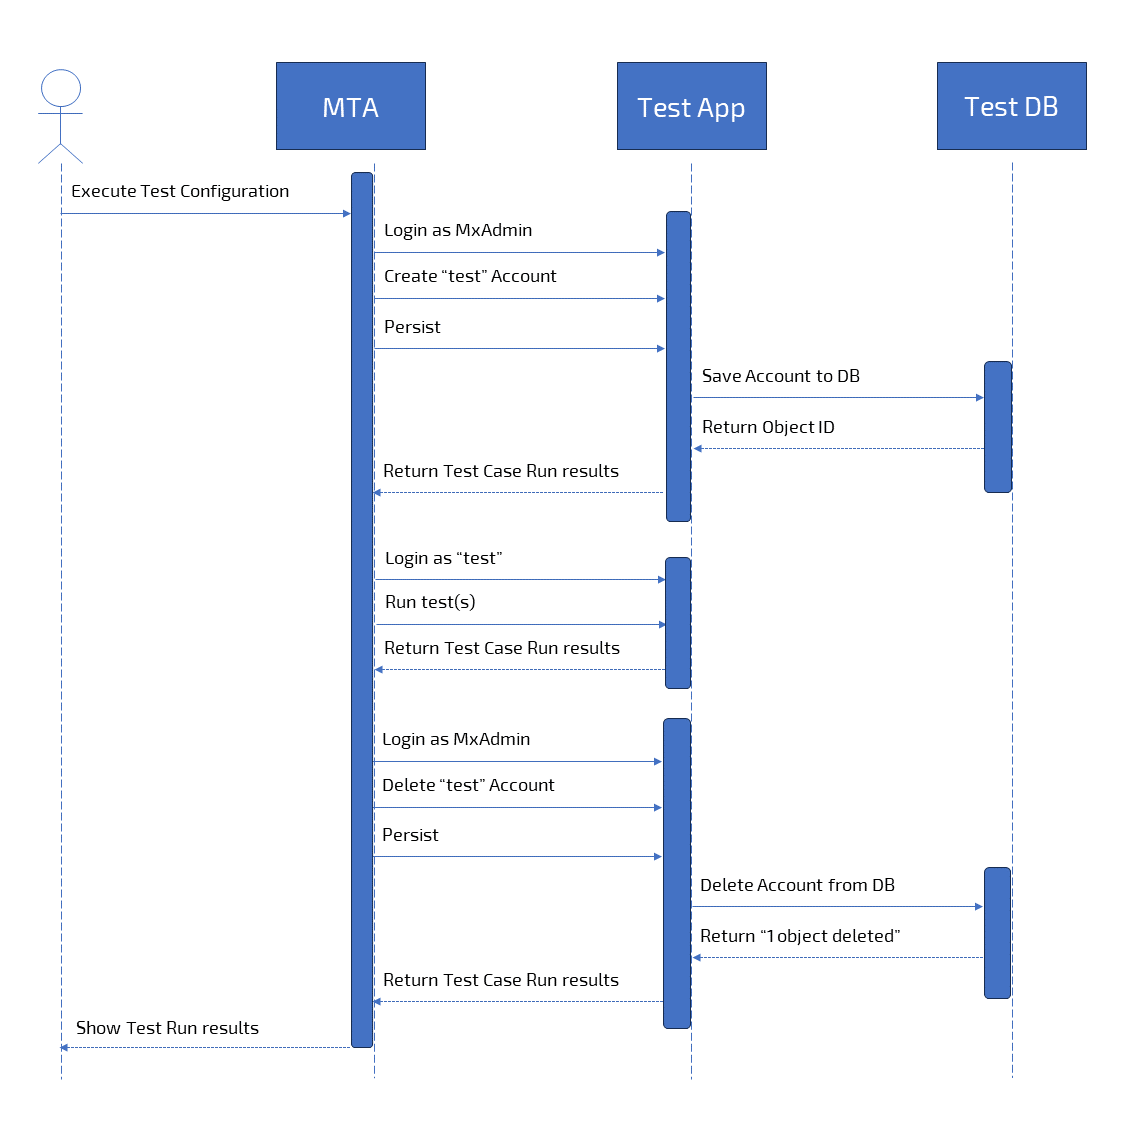 MTA
Test App
Test DB
Execute Test Configuration
Login as MxAdmin
Create “test” Account
Persist
Save Account to DB
Return Object ID
Return Test Case Run results
Login as “test”
Run test(s)
Return Test Case Run results
Login as MxAdmin
Delete “test” Account
Persist
Delete Account from DB
Return “1 object deleted”
Return Test Case Run results
Show Test Run results